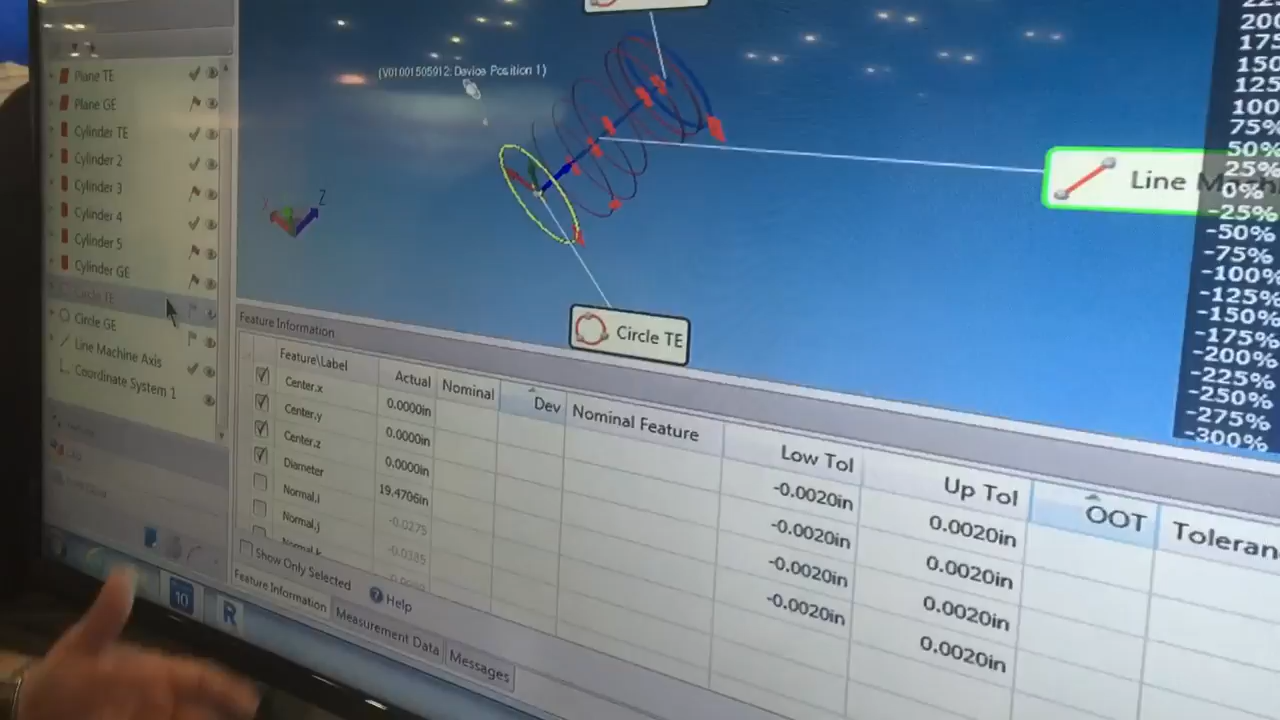 Plane TE
Plane GE
Cylinder TE
Cylinder 2
Cylinder 3
Cylinder 4
Cylinder 5
Cylinder GE
Circle TE
Circle GE
Line Machine Axis
Coordinate System 1
(V01001505912: Device Position 1)
X
Z
Line
Circle TE
200
175
150
125
100
75%
50%
25%
0%
-25%
-50%
-75%
-100%
-125%
-150%
-175%
-200%
-225%
-250%
-275%
-300%
Feature Information
Feature\Label Actual Nominal Dev Nominal Feature Low Tol Up Tol OOT Toleran
Center.x 0.0000in -0.0020in 0.0020in
Center.y 0.0000in -0.0020in 0.0020in
Center.z 0.0000in -0.0020in 0.0020in
Diameter 19.4706in -0.0020in 0.0020in
Normal.i -0.0275
Normal.j
Normal.k
Show Only Selected
Help
Feature Information Measurement Data Messages
10 R